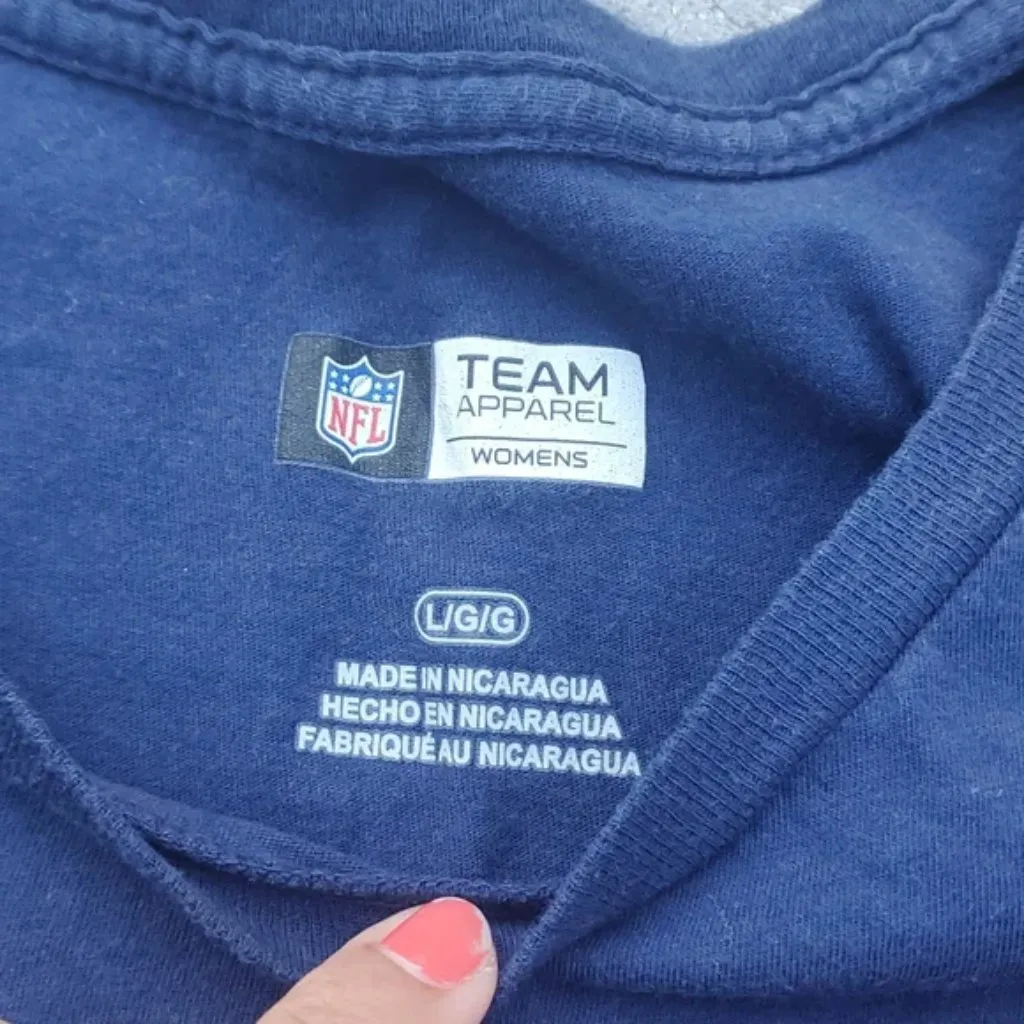 NFL
TEAM
APPAREL
WOMENS
L/G/G
MADE IN NICARAGUA
HECHO EN NICARAGUA
FABRIQUÉ AU NICARAGUA